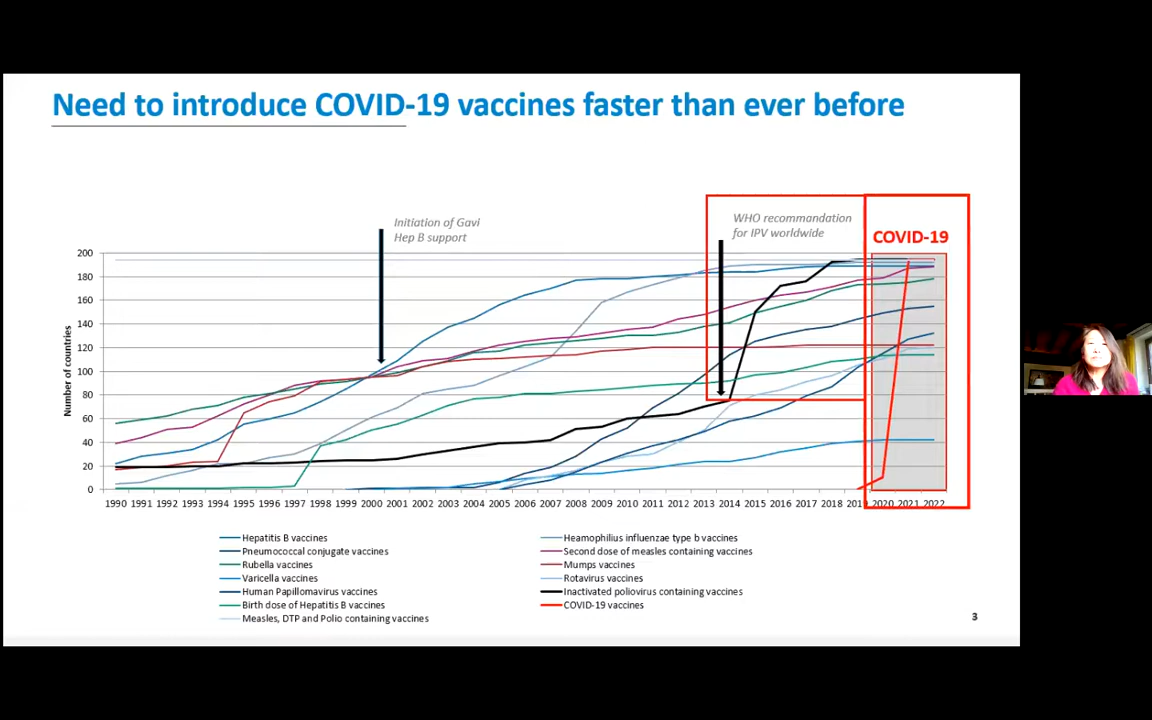 Need to introduce COVID-19 vaccines faster than ever before
Initiation of Gavi
Hep B support
WHO recommandation
for IPV worldwide
COVID-19
Number of countries
200
180
160
140
120
100
80
60
40
20
0
1990 1991 1992 1993 1994 1995 1996 1997 1998 1999 2000 2001 2002 2003 2004 2005 2006 2007 2008 2009 2010 2011 2012 2013 2014 2015 2016 2017 2018 2019 2020 2021 2022
Hepatitis B vaccines
Heamophilius influenzae type b vaccines
Pneumococcal conjugate vaccines
Second dose of measles containing vaccines
Rubella vaccines
Mumps vaccines
Varicella vaccines
Rotavirus vaccines
Human Papillomavirus vaccines
Inactivated poliovirus containing vaccines
Birth dose of Hepatitis B vaccines
COVID-19 vaccines
Measles, DTP and Polio containing vaccines
3